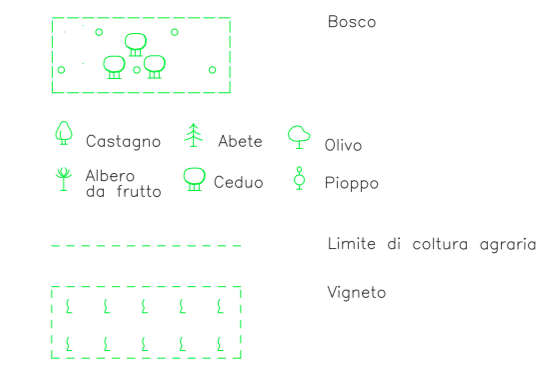 Bosco
Castagno
Abete
Olivo
Albero
da frutto
Ceduo
Pioppo
Limite di coltura agraria
Vigneto